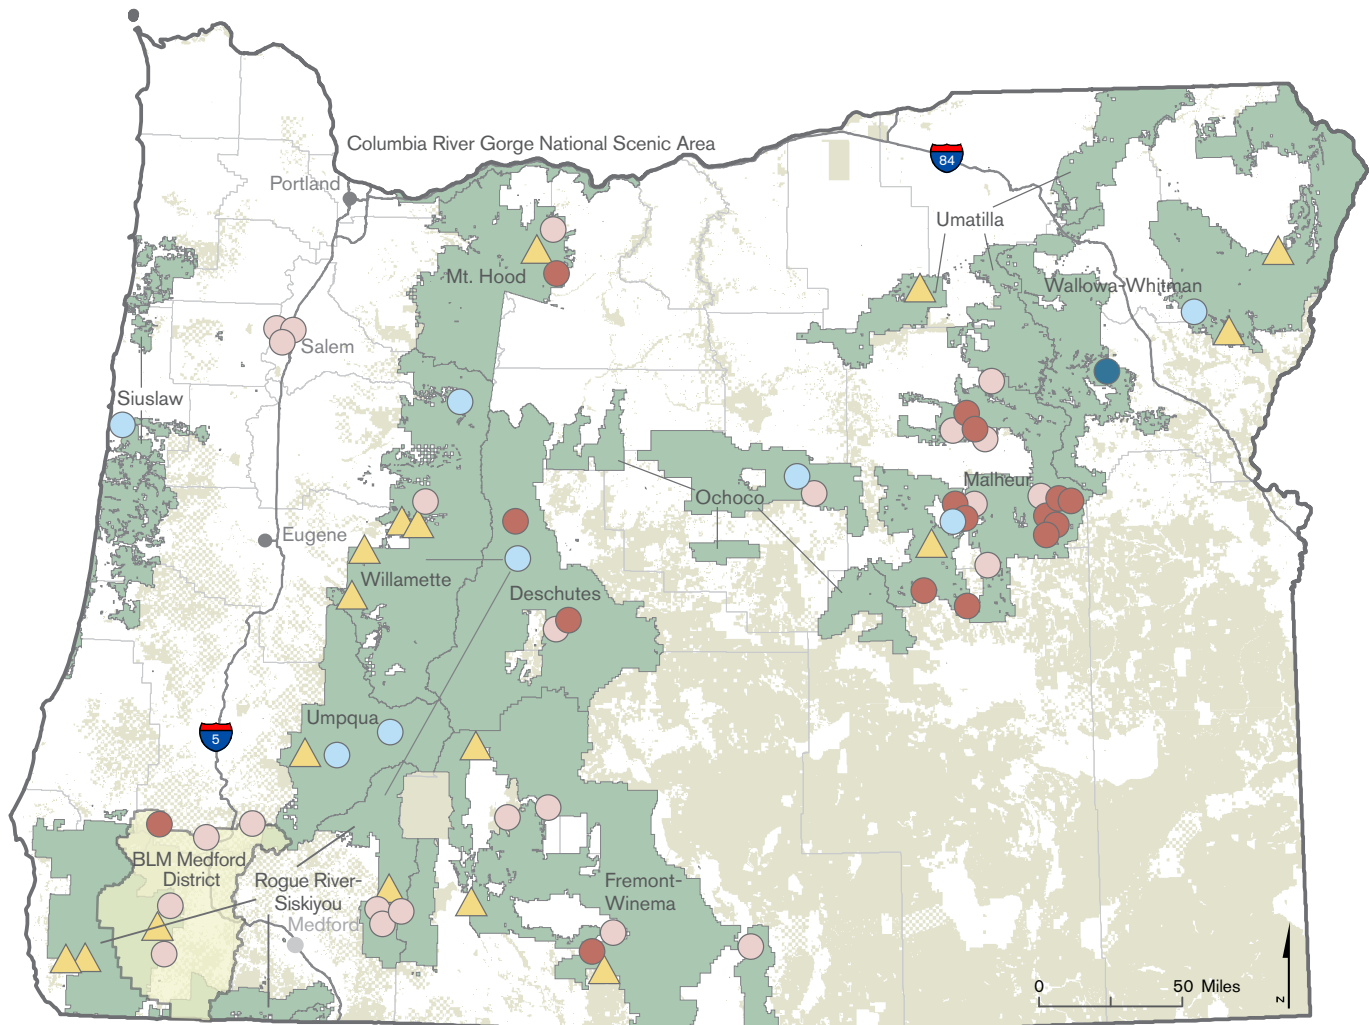 Columbia River Gorge National Scenic Area
84
Portland
Umatilla
Mt. Hood
Wallowa-Whitman
Salem
Siuslaw
Malheur
Ochoco
Eugene
Willamette
Deschutes
Umpqua
5
BLM Medford
District
Rogue River-
Siskiyou
Medford
Fremont-
Winema
0
50 Miles
N